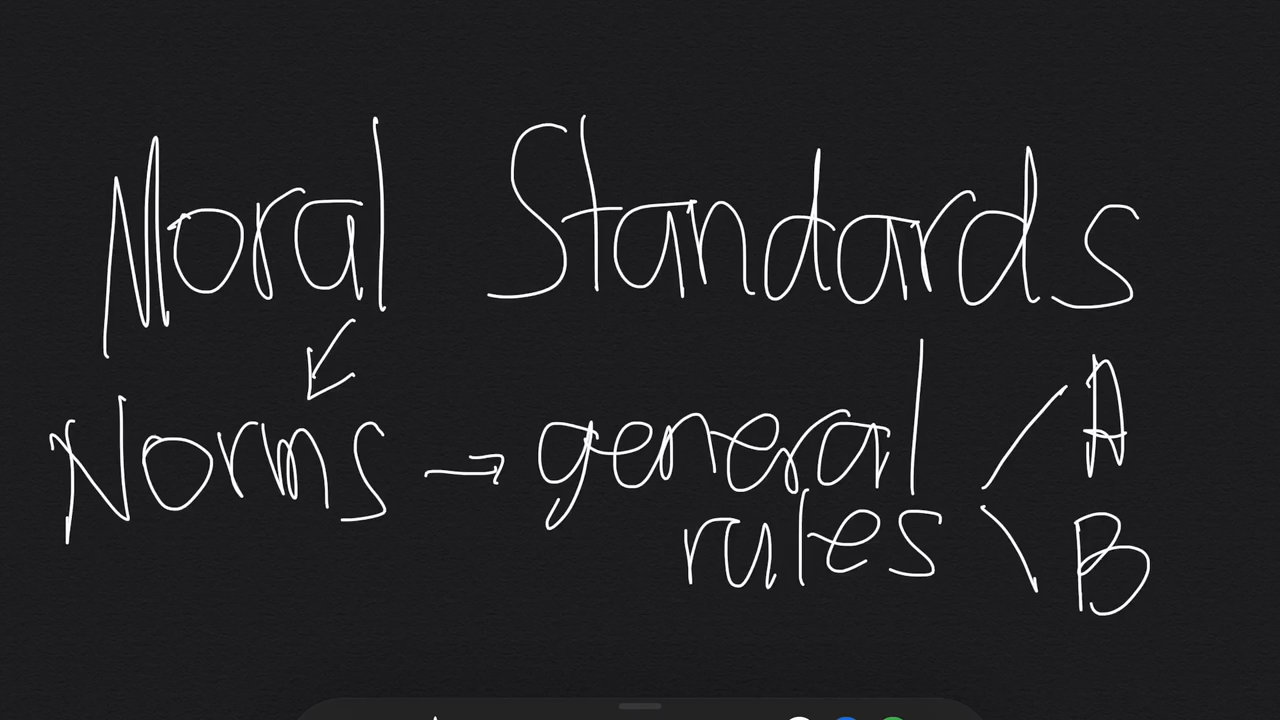 Moral Standards
Norms → general A
rules B